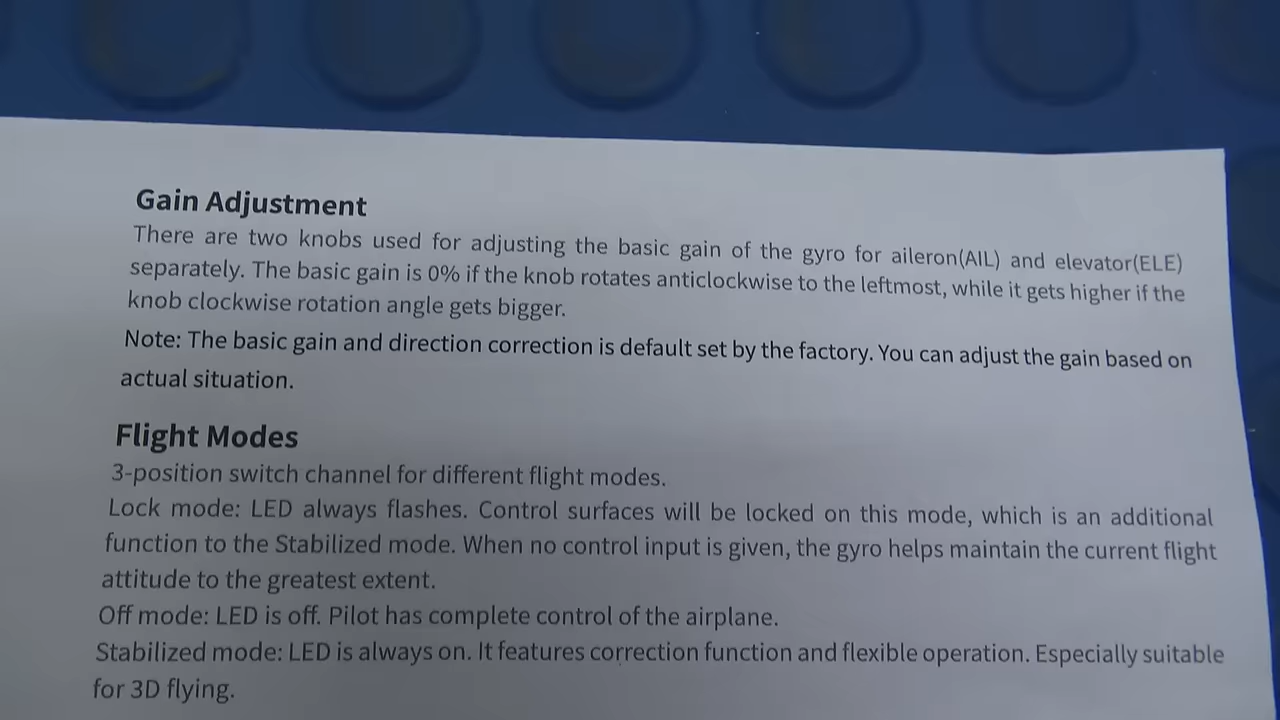 Gain Adjustment
There are two knobs used for adjusting the basic gain of the gyro for aileron(AIL) and elevator(ELE)
separately. The basic gain is 0% if the knob rotates anticlockwise to the leftmost, while it gets higher if the
knob clockwise rotation angle gets bigger.
Note: The basic gain and direction correction is default set by the factory. You can adjust the gain based on
actual situation.
Flight Modes
3-position switch channel for different flight modes.
Lock mode: LED always flashes. Control surfaces will be locked on this mode, which is an additional
function to the Stabilized mode. When no control input is given, the gyro helps maintain the current flight
attitude to the greatest extent.
Off mode: LED is off. Pilot has complete control of the airplane.
Stabilized mode: LED is always on. It features correction function and flexible operation. Especially suitable
for 3D flying.